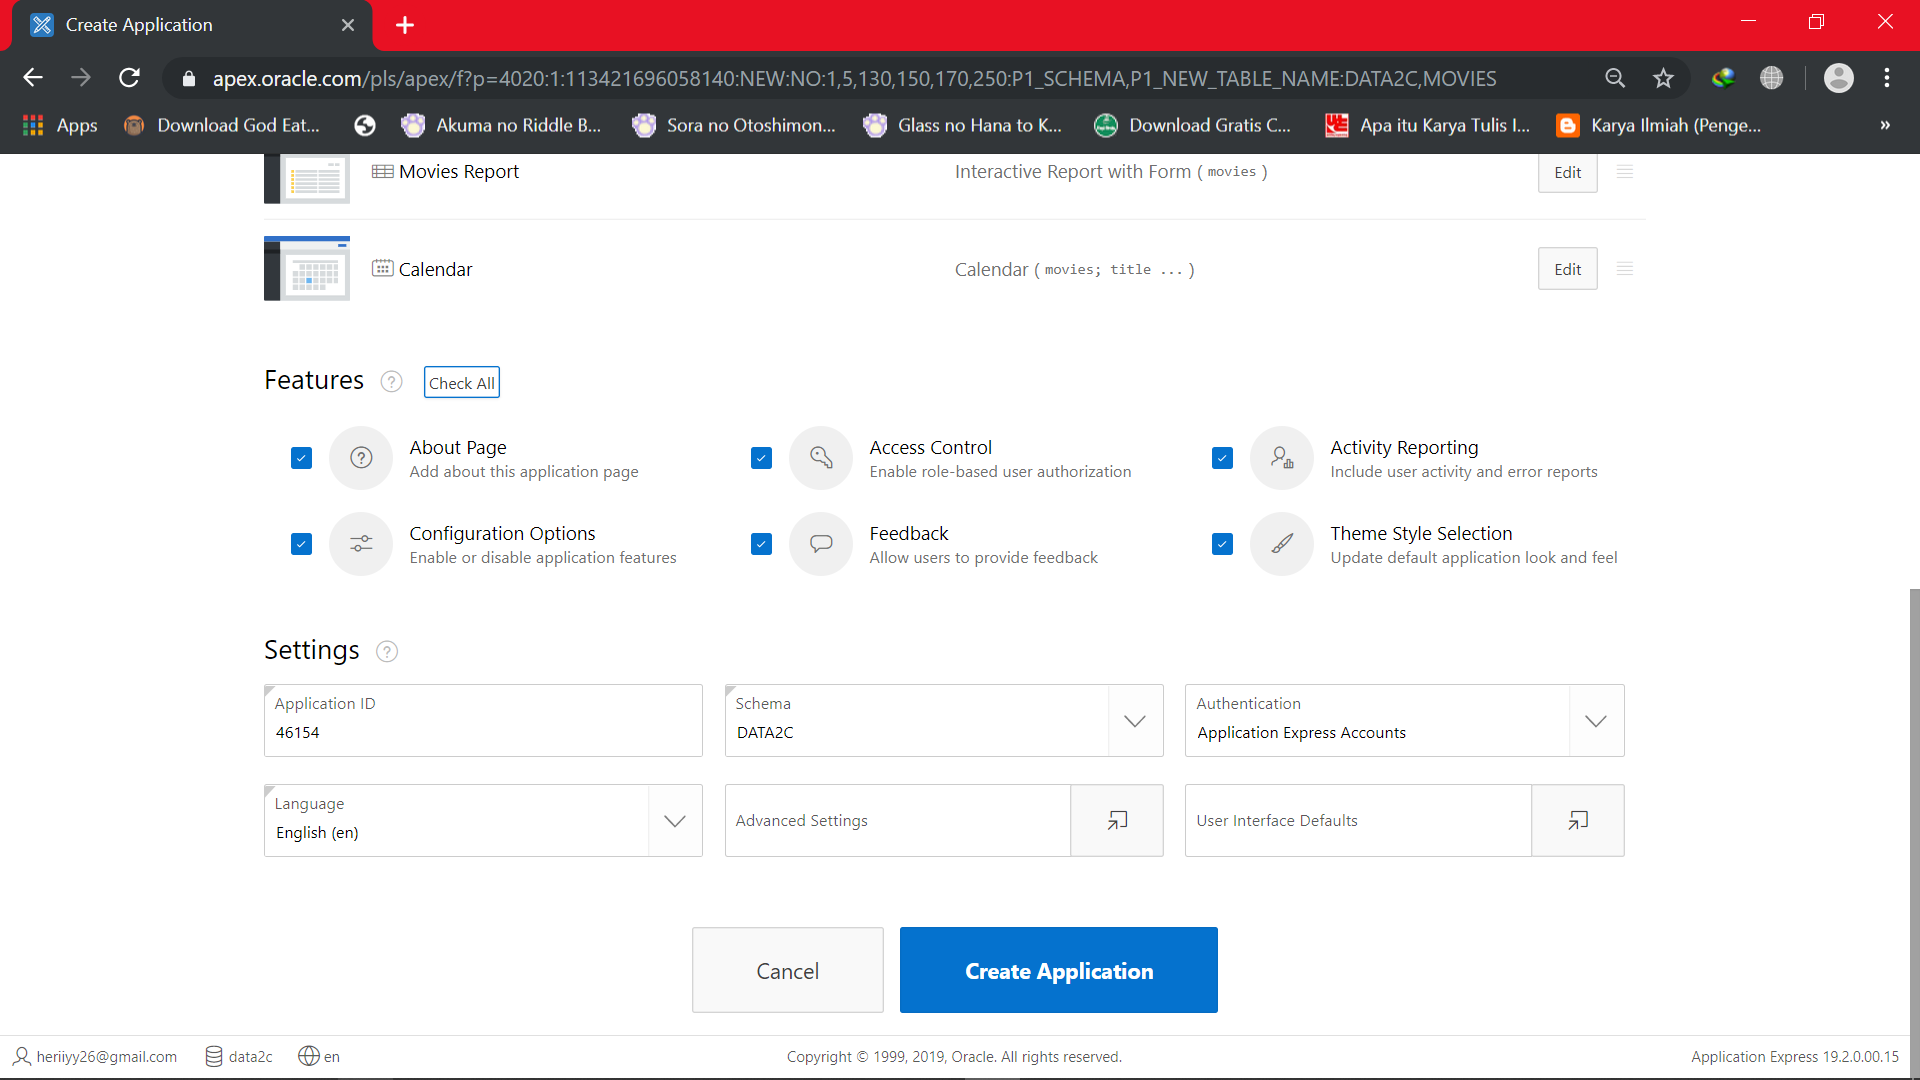 Create Application
apex.oracle.com/pls/apex/f?p=4020:1:113421696058140:NEW:NO:1,5,130,150,170,250:P1_SCHEMA,P1_NEW_TABLE_NAME:DATA2C,MOVIES
Apps Download God Eat... Akuma no Riddle B... Sora no Otoshimon... Glass no Hana to K... Download Gratis C... Apa itu Karya Tulis I... Karya Ilmiah (Penge... »
Movies Report Interactive Report with Form ( movies ) Edit
Calendar Calendar ( movies; title ... ) Edit
Features ? Check All
About Page
Add about this application page
Access Control
Enable role-based user authorization
Activity Reporting
Include user activity and error reports
Configuration Options
Enable or disable application features
Feedback
Allow users to provide feedback
Theme Style Selection
Update default application look and feel
Settings ?
Application ID
46154
Schema
DATA2C
Authentication
Application Express Accounts
Language
English (en)
Advanced Settings
User Interface Defaults
Cancel Create Application
heriiyy26@gmail.com data2c en Copyright © 1999, 2019, Oracle. All rights reserved. Application Express 19.2.0.00.15